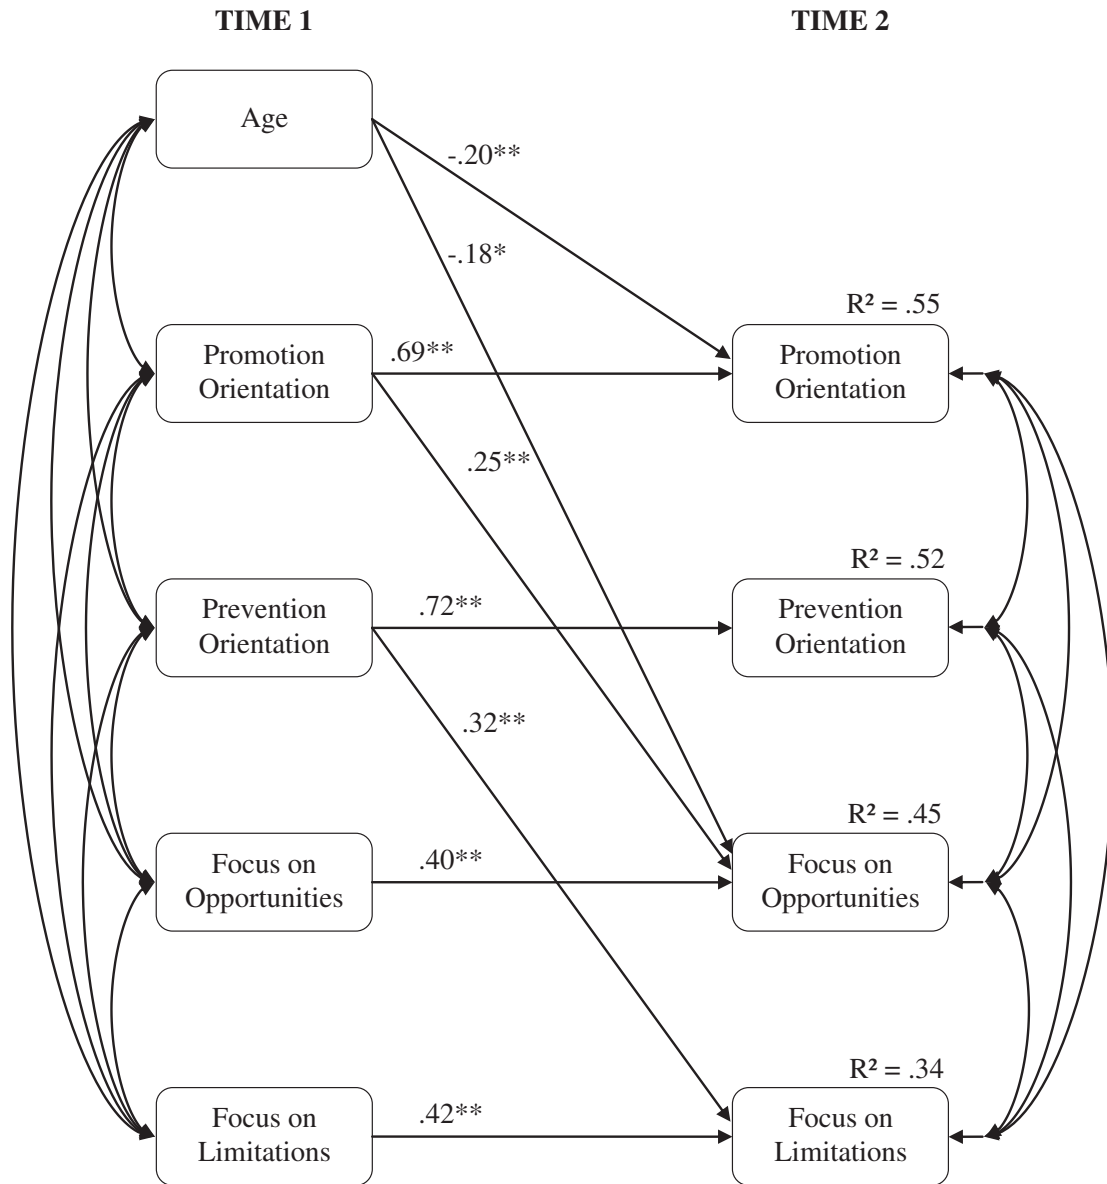 TIME 1
TIME 2
Age
-.20**
-.18*
R² = .55
Promotion
Orientation
.69**
Promotion
Orientation
.25**
R² = .52
Prevention
Orientation
.72**
Prevention
Orientation
.32**
R² = .45
Focus on
Opportunities
.40**
Focus on
Opportunities
R² = .34
Focus on
Limitations
.42**
Focus on
Limitations